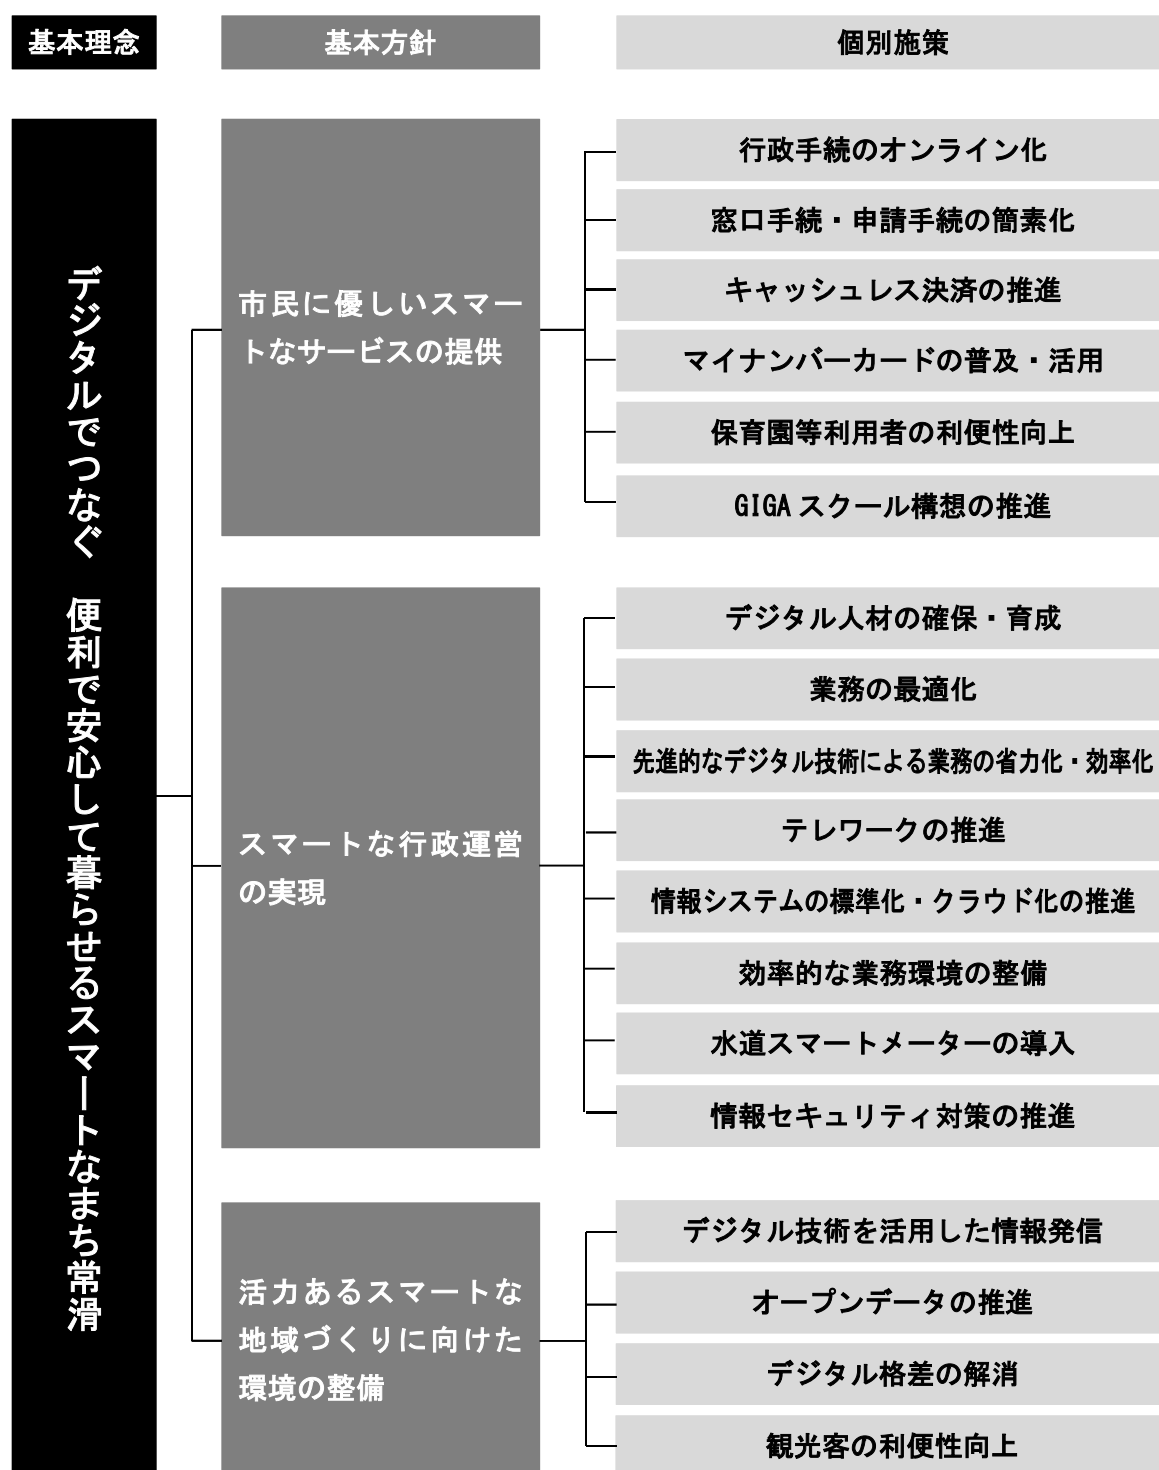 基本理念
基本方針
個別施策
デジタルでつなぐ 便利で安心して暮らせるスマートなまち常滑
市民に優しいスマー
トなサービスの提供
行政手続のオンライン化
窓口手続・申請手続の簡素化
キャッシュレス決済の推進
マイナンバーカードの普及・活用
保育園等利用者の利便性向上
GIGAスクール構想の推進
スマートな行政運営
の実現
デジタル人材の確保・育成
業務の最適化
先進的なデジタル技術による業務の省力化・効率化
テレワークの推進
情報システムの標準化・クラウド化の推進
効率的な業務環境の整備
水道スマートメーターの導入
情報セキュリティ対策の推進
活力あるスマートな
地域づくりに向けた
環境の整備
デジタル技術を活用した情報発信
オープンデータの推進
デジタル格差の解消
観光客の利便性向上